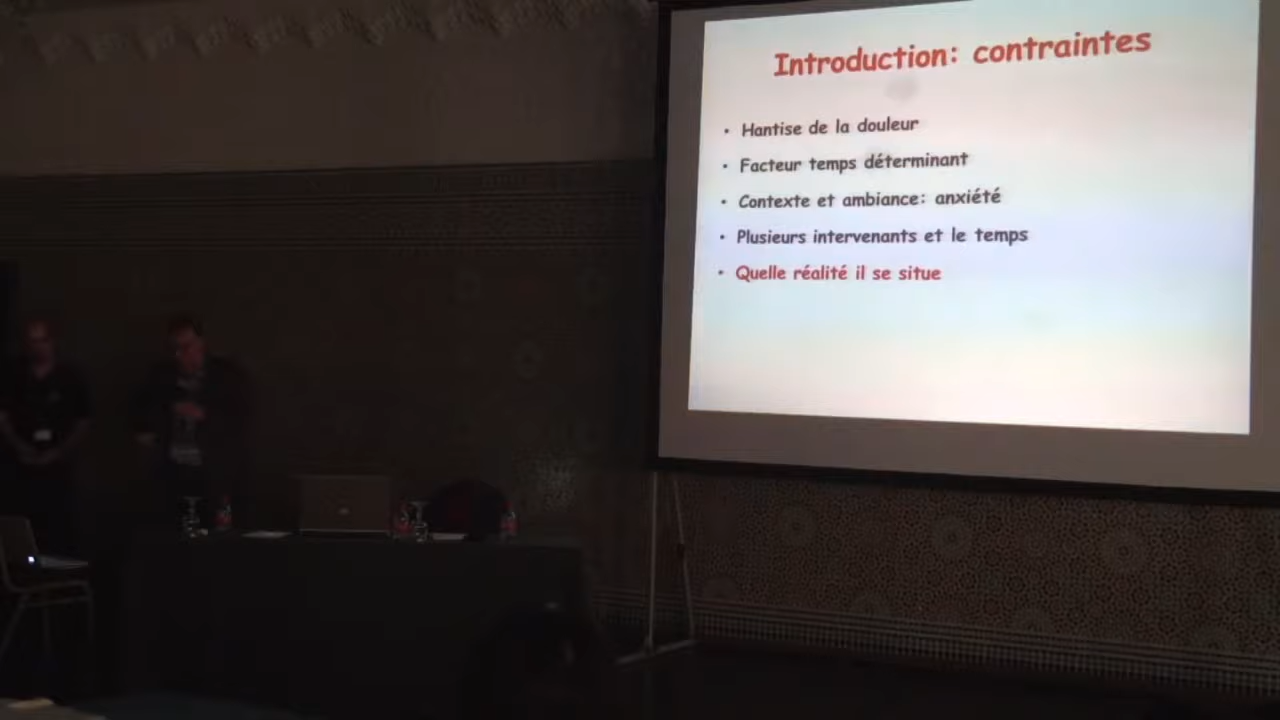 Introduction: contraintes
• Hantise de la douleur
• Facteur temps déterminant
• Contexte et ambiance: anxiété
• Plusieurs intervenants et le temps
• Quelle réalité il se situe